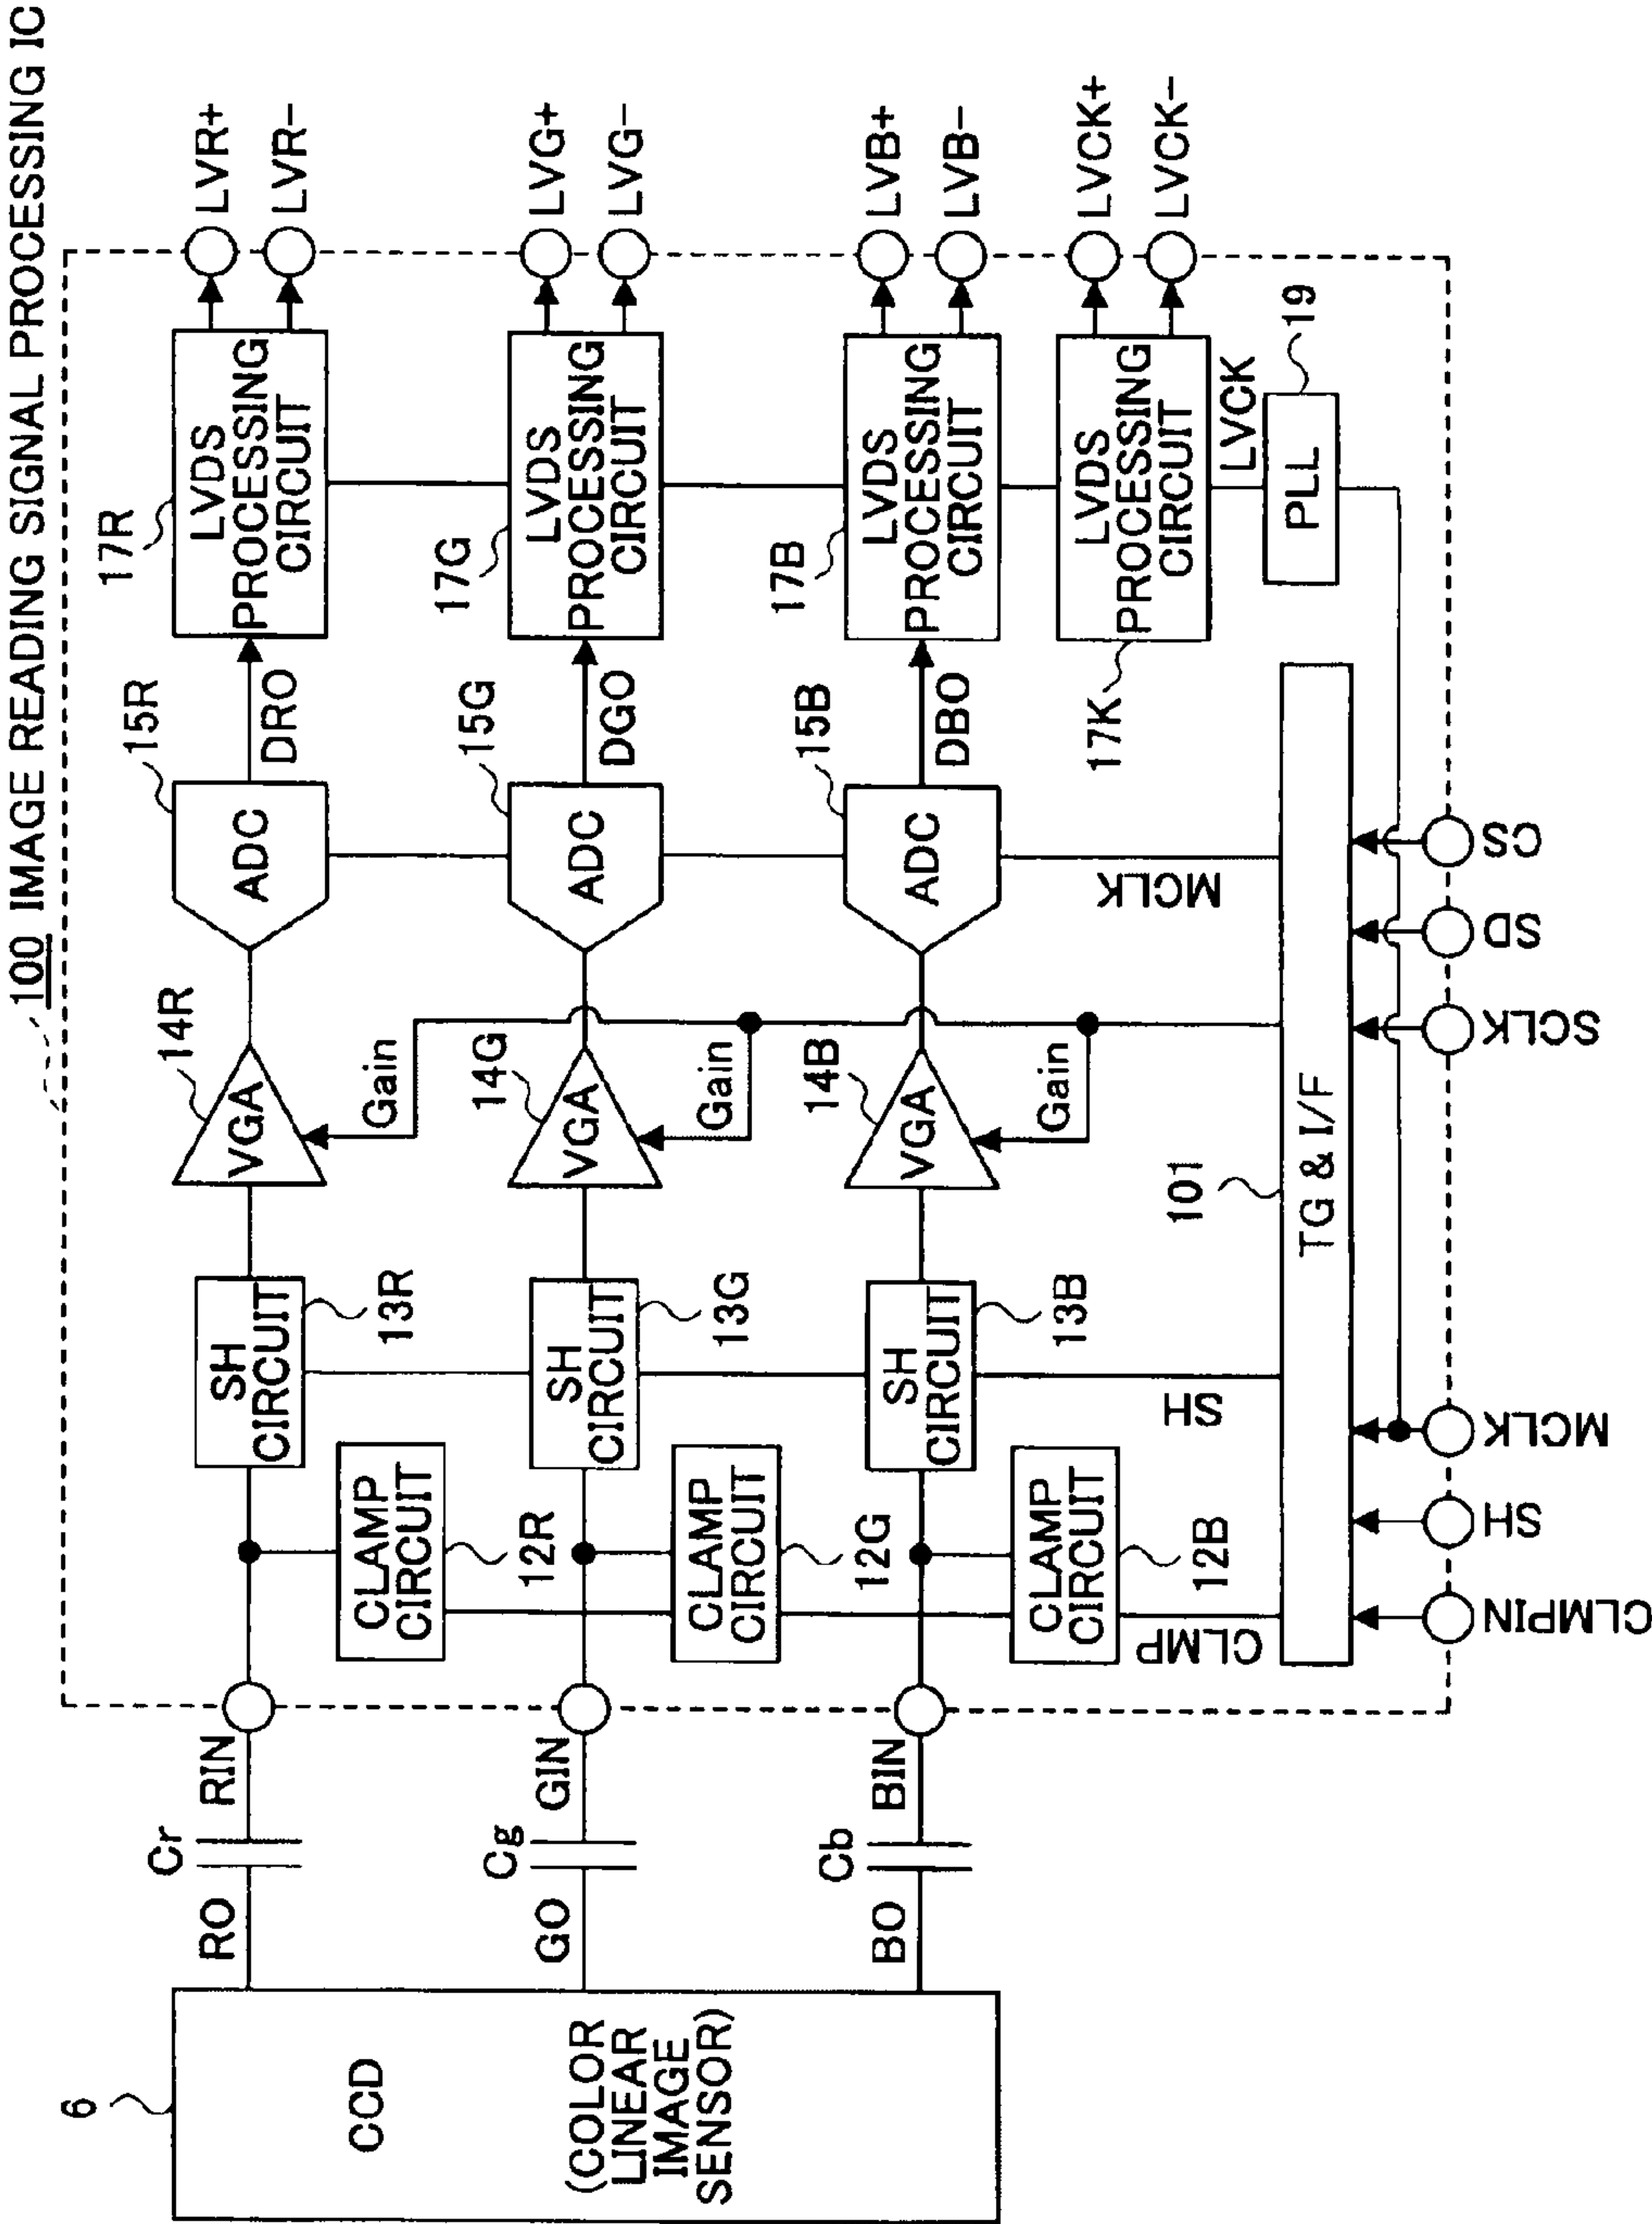 100 IMAGE READING SIGNAL PROCESSING IC
6
CCD
(COLOR
LINEAR
IMAGE
SENSOR)
RO
Cr
RIN
SH
CIRCUIT
13R
CLAMP
CIRCUIT
12R
VGA
14R
Gain
ADC
15R
DRO
LVDS
PROCESSING
CIRCUIT
17R
LVR+
LVR-
GO
Cg
GIN
SH
CIRCUIT
13G
CLAMP
CIRCUIT
12G
VGA
14G
Gain
ADC
15G
DGO
LVDS
PROCESSING
CIRCUIT
17G
LVG+
LVG-
BO
Cb
BIN
SH
CIRCUIT
13B
CLAMP
CIRCUIT
12B
VGA
14B
Gain
ADC
15B
DBO
LVDS
PROCESSING
CIRCUIT
17B
LVB+
LVB-
LVDS
PROCESSING
CIRCUIT
17K
LVCK+
LVCK-
LVCK
PLL
19
CLMP
SH
MCLK
101
TG & I/F
CLMPIN
SH
MCLK
SCLK
SD
CS